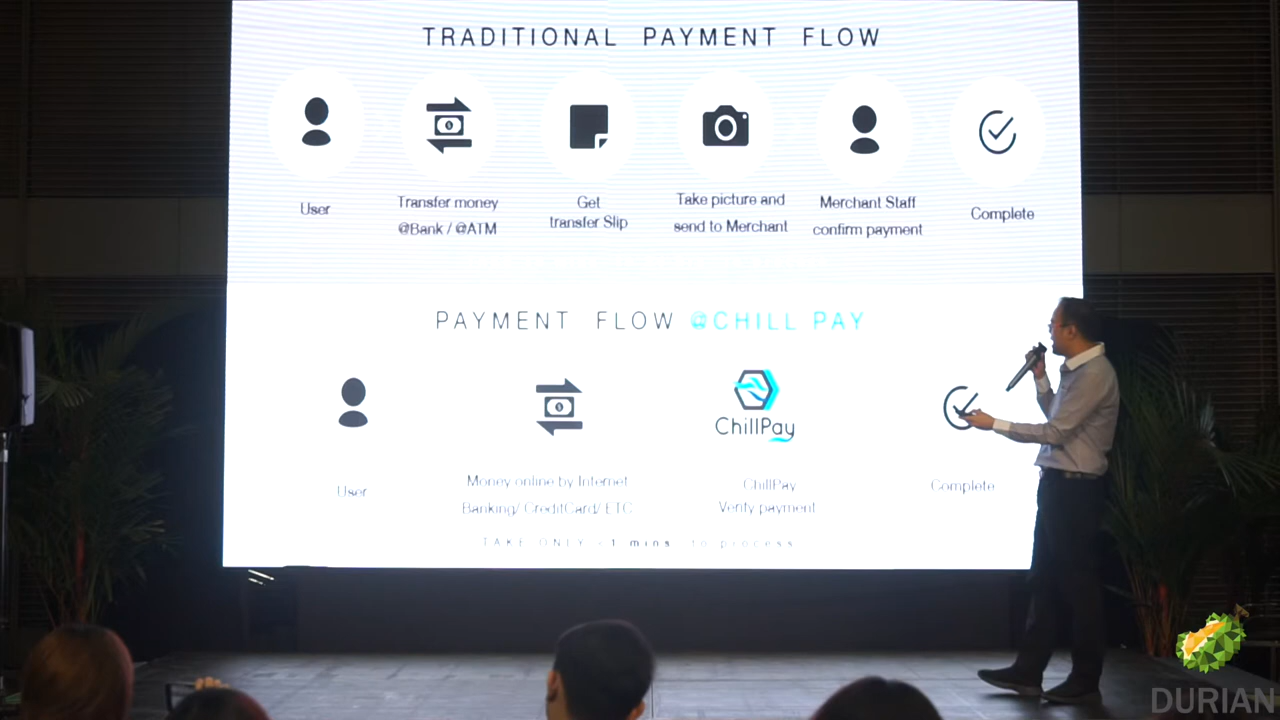 TRADITIONAL PAYMENT FLOW
User
Transfer money
@Bank / @ATM
Get
transfer Slip
Take picture and
send to Merchant
Merchant Staff
confirm payment
Complete
PAYMENT FLOW @CHILL PAY
User
Money online by Internet
Banking/ CreditCard/ ETC
ChillPay
ChillPay
Verify payment
Complete
TAKE ONLY ~1 mins to process
DURIAN